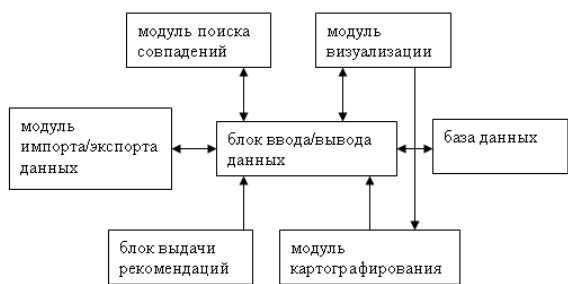 модуль поиска
совпадений
модуль
визуализации
модуль
импорта/экспорта
данных
блок ввода/вывода
данных
база данных
блок выдачи
рекомендаций
модуль
картографирования